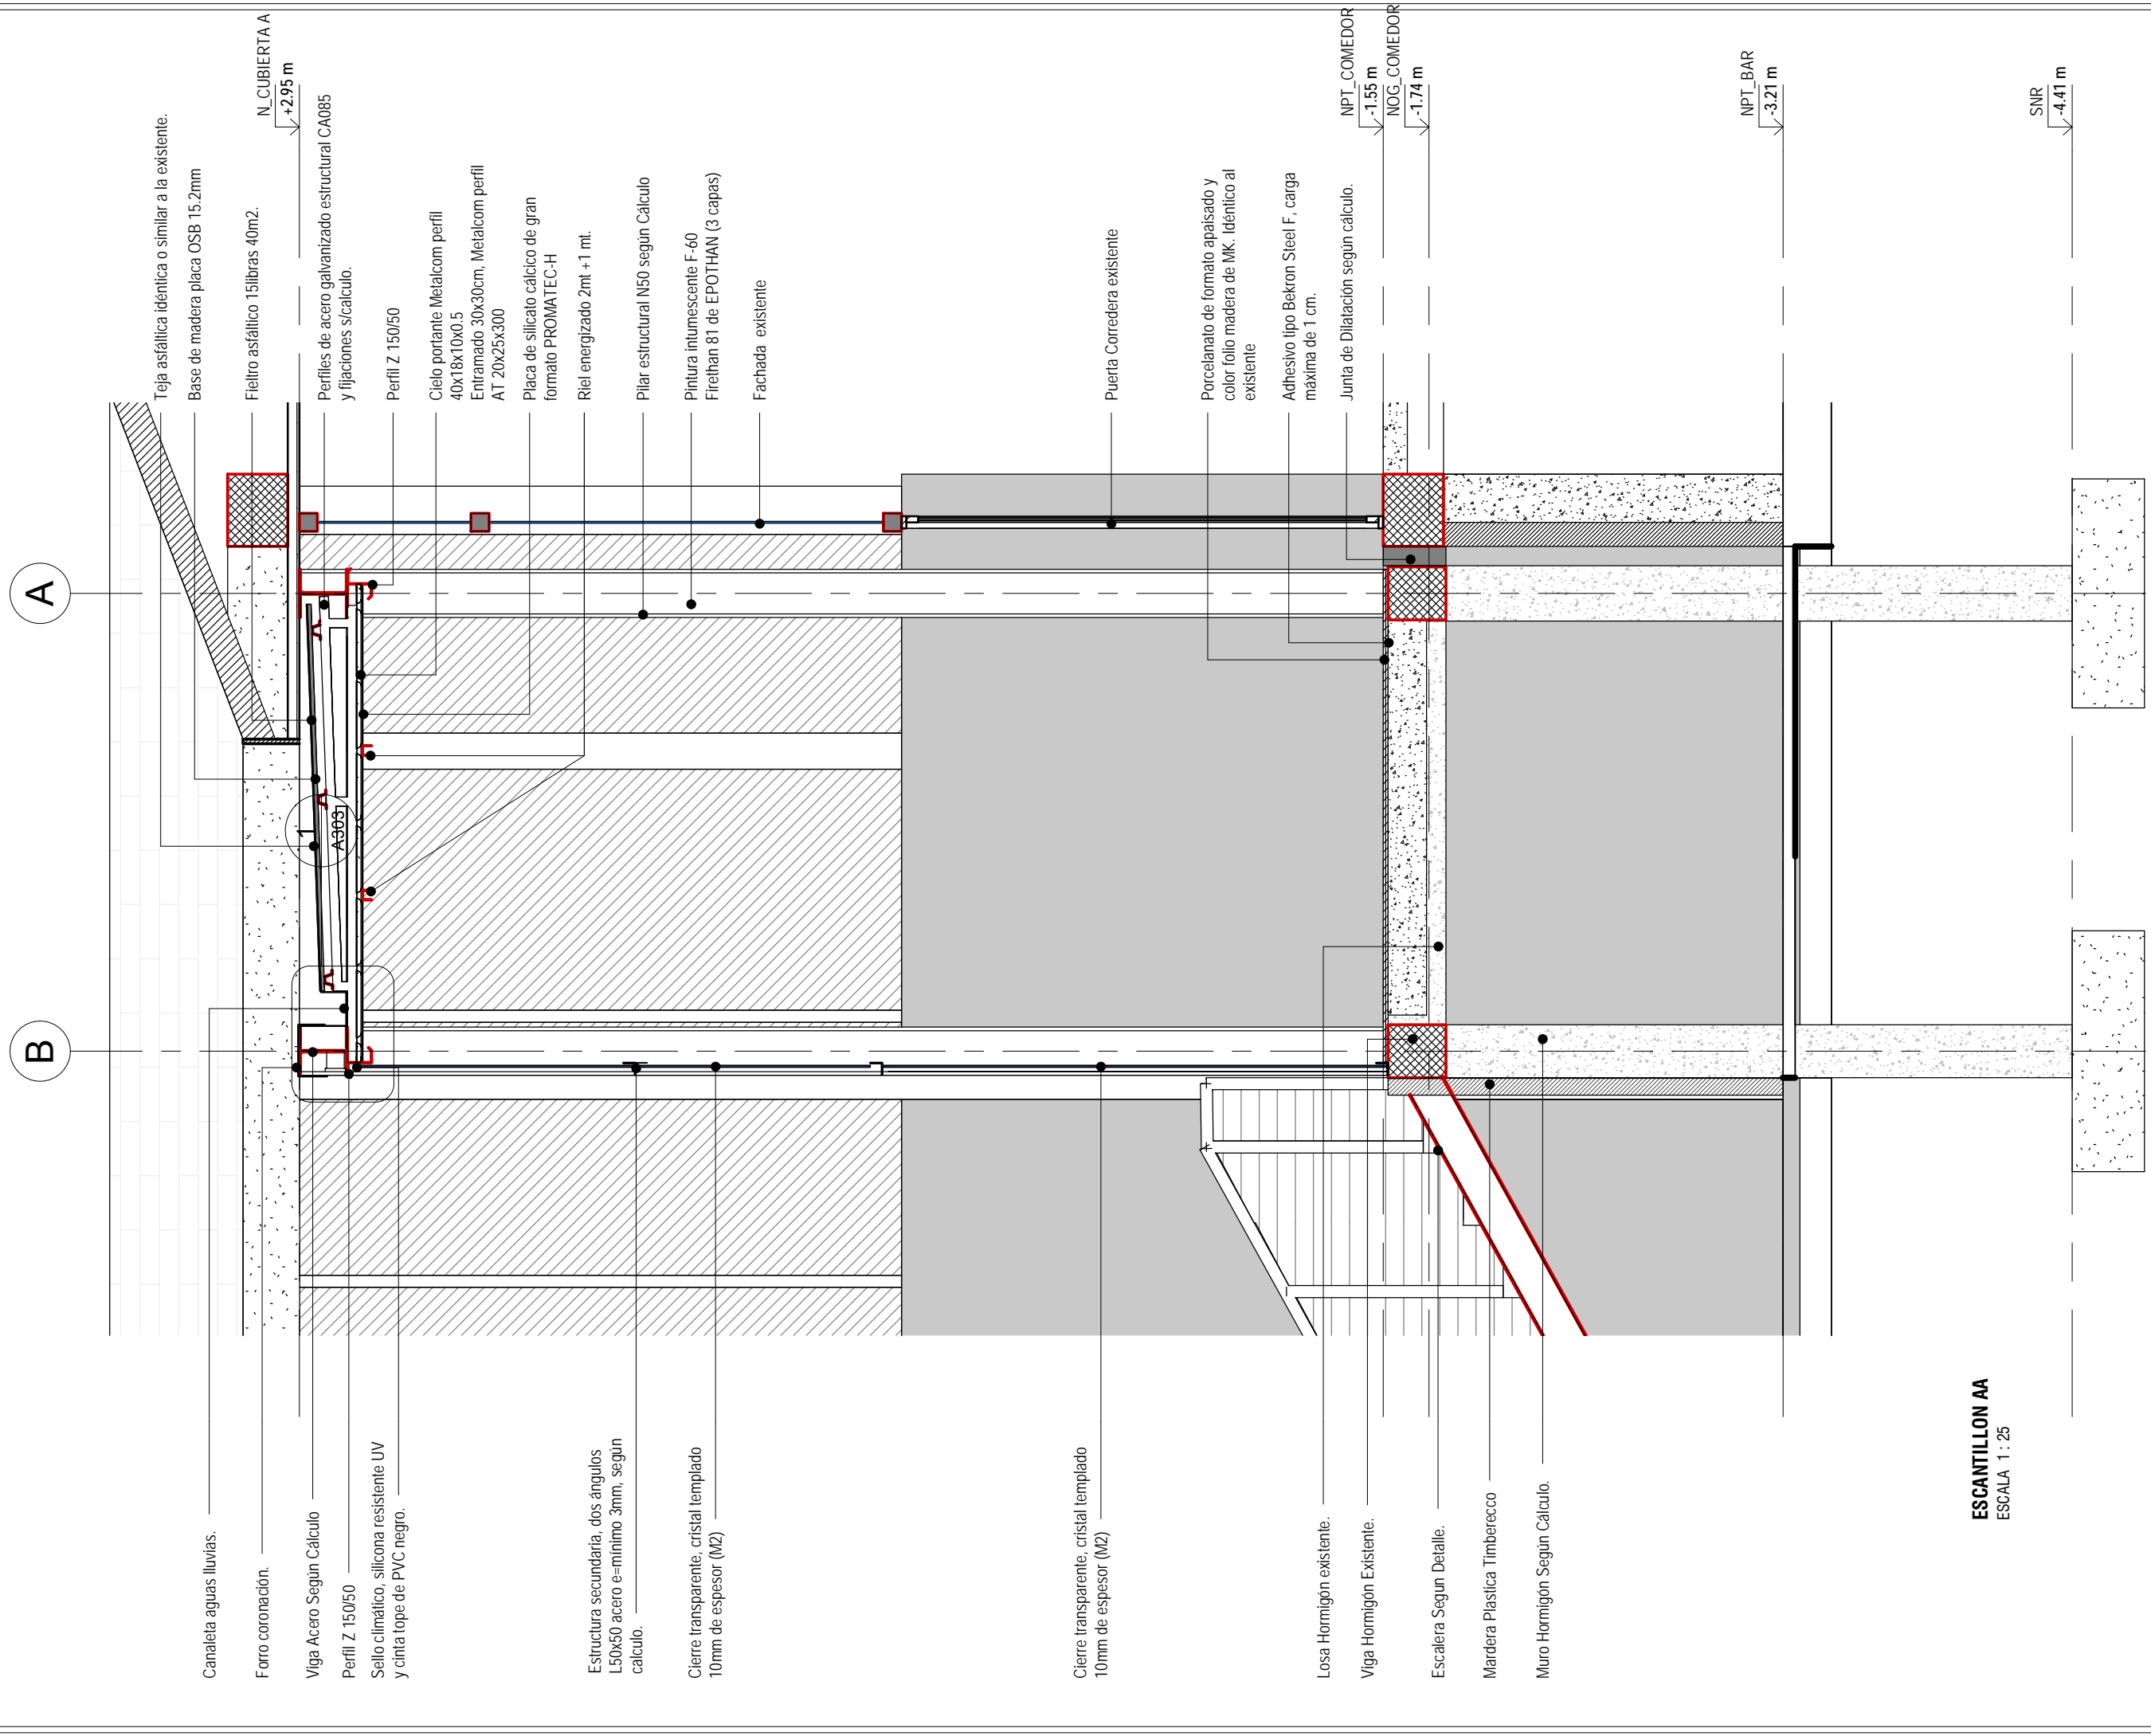 B
A
N_CUBIERTA A
+2.95 m
Teja asfáltica idéntica o similar a la existente.
Base de madera placa OSB 15.2mm
Fieltro asfáltico 15libras 40m2.
Perfiles de acero galvanizado estructural CA085
y fijaciones s/calculo.
Perfil Z 150/50
Cielo portante Metalcom perfil
40x18x10x0.5
Entramado 30x30cm, Metalcom perfil
AT 20x25x300
Placa de silicato cálcico de gran
formato PROMATEC-H
Riel energizado 2mt +1 mt.
Pilar estructural N50 según Cálculo
Pintura intumescente F-60
Firethan 81 de EPOTHAN (3 capas)
Fachada existente
Puerta Corredera existente
Porcelanato de formato apaisado y
color folio madera de MK. Idéntico al
existente
Adhesivo tipo Bekron Steel F, carga
máxima de 1 cm.
Junta de Dilatación según cálculo.
NPT_COMEDOR
-1.55 m
NOG_COMEDOR
-1.74 m
NPT_BAR
-3.21 m
SNR
-4.41 m
1
A303
Canaleta aguas lluvias.
Forro coronación.
Viga Acero Según Cálculo
Perfil Z 150/50
Sello climático, silicona resistente UV
y cinta tope de PVC negro.
Estructura secundaria, dos ángulos
L50x50 acero e=mínimo 3mm, según
calculo.
Cierre transparente, cristal templado
10mm de espesor (M2)
Cierre transparente, cristal templado
10mm de espesor (M2)
Losa Hormigón existente.
Viga Hormigón Existente.
Escalera Segun Detalle.
Mardera Plastica Timberecco
Muro Hormigón Según Cálculo.
ESCANTILLON AA
ESCALA 1 : 25